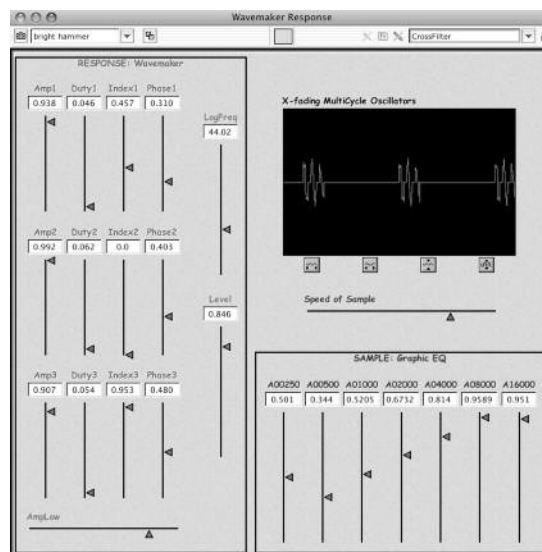 Wavemaker Response
bright hammer
CrossFilter
RESPONSE: Wavemaker
Amp1 Duty1 Index1 Phase1
0.938 0.046 0.457 0.310
LogFreq
44.02
Amp2 Duty2 Index2 Phase2
0.992 0.062 0.0 0.403
Level
0.846
Amp3 Duty3 Index3 Phase3
0.907 0.054 0.953 0.480
AmpLow
X-fading MultiCycle Oscillators
Speed of Sample
SAMPLE: Graphic EQ
A00250 A00500 A01000 A02000 A04000 A08000 A16000
0.501 0.344 0.5205 0.6732 0.814 0.9589 0.951